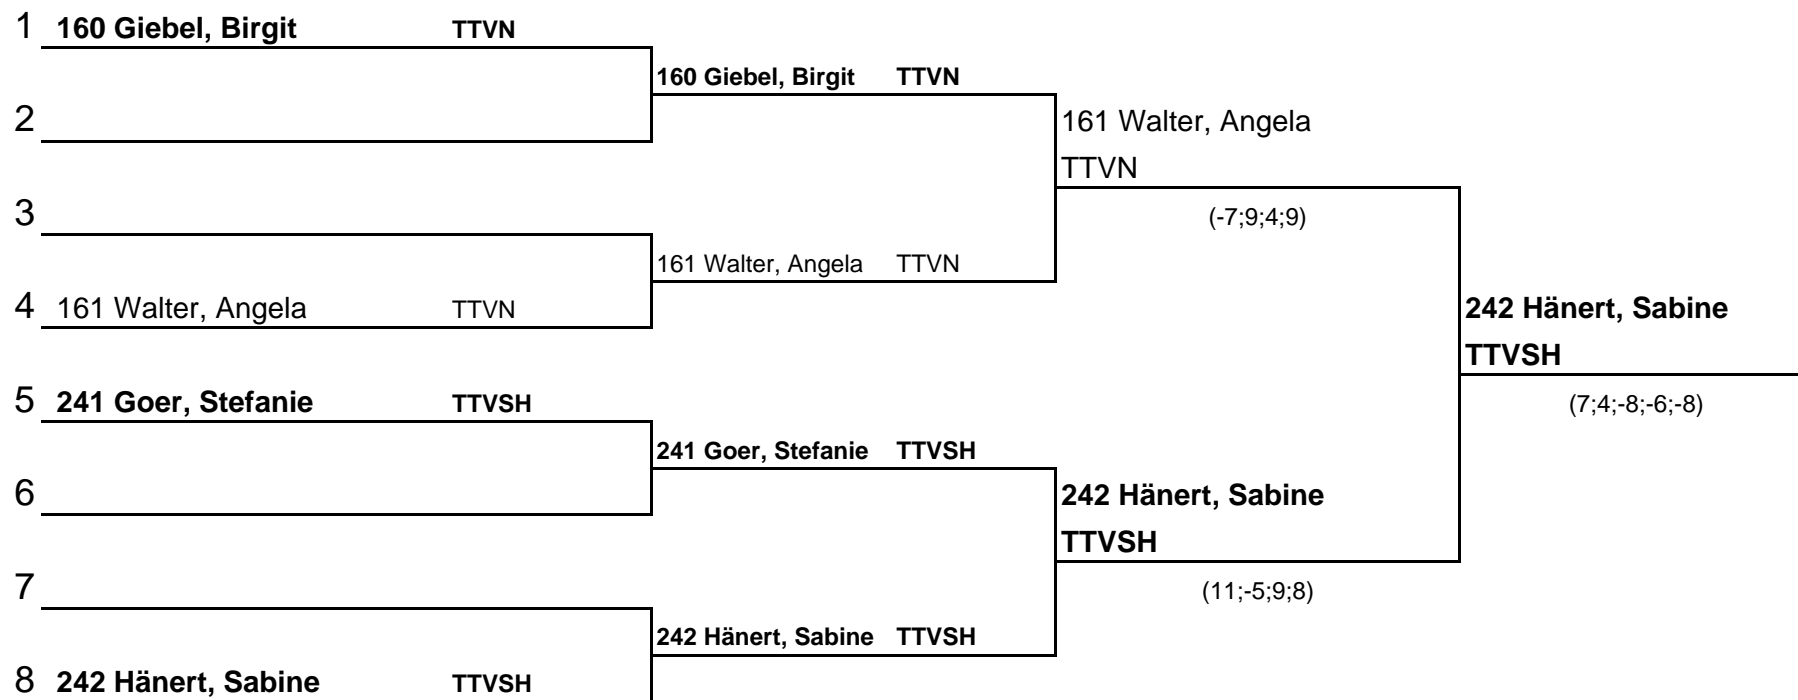 1 160 Giebel, Birgit TTVN
160 Giebel, Birgit TTVN
2
161 Walter, Angela
TTVN
3
(-7;9;4;9)
161 Walter, Angela TTVN
4 161 Walter, Angela TTVN
242 Hänert, Sabine
TTVSH
5 241 Goer, Stefanie TTVSH
(7;4;-8;-6;-8)
241 Goer, Stefanie TTVSH
6
242 Hänert, Sabine
TTVSH
7
(11;-5;9;8)
242 Hänert, Sabine TTVSH
8 242 Hänert, Sabine TTVSH